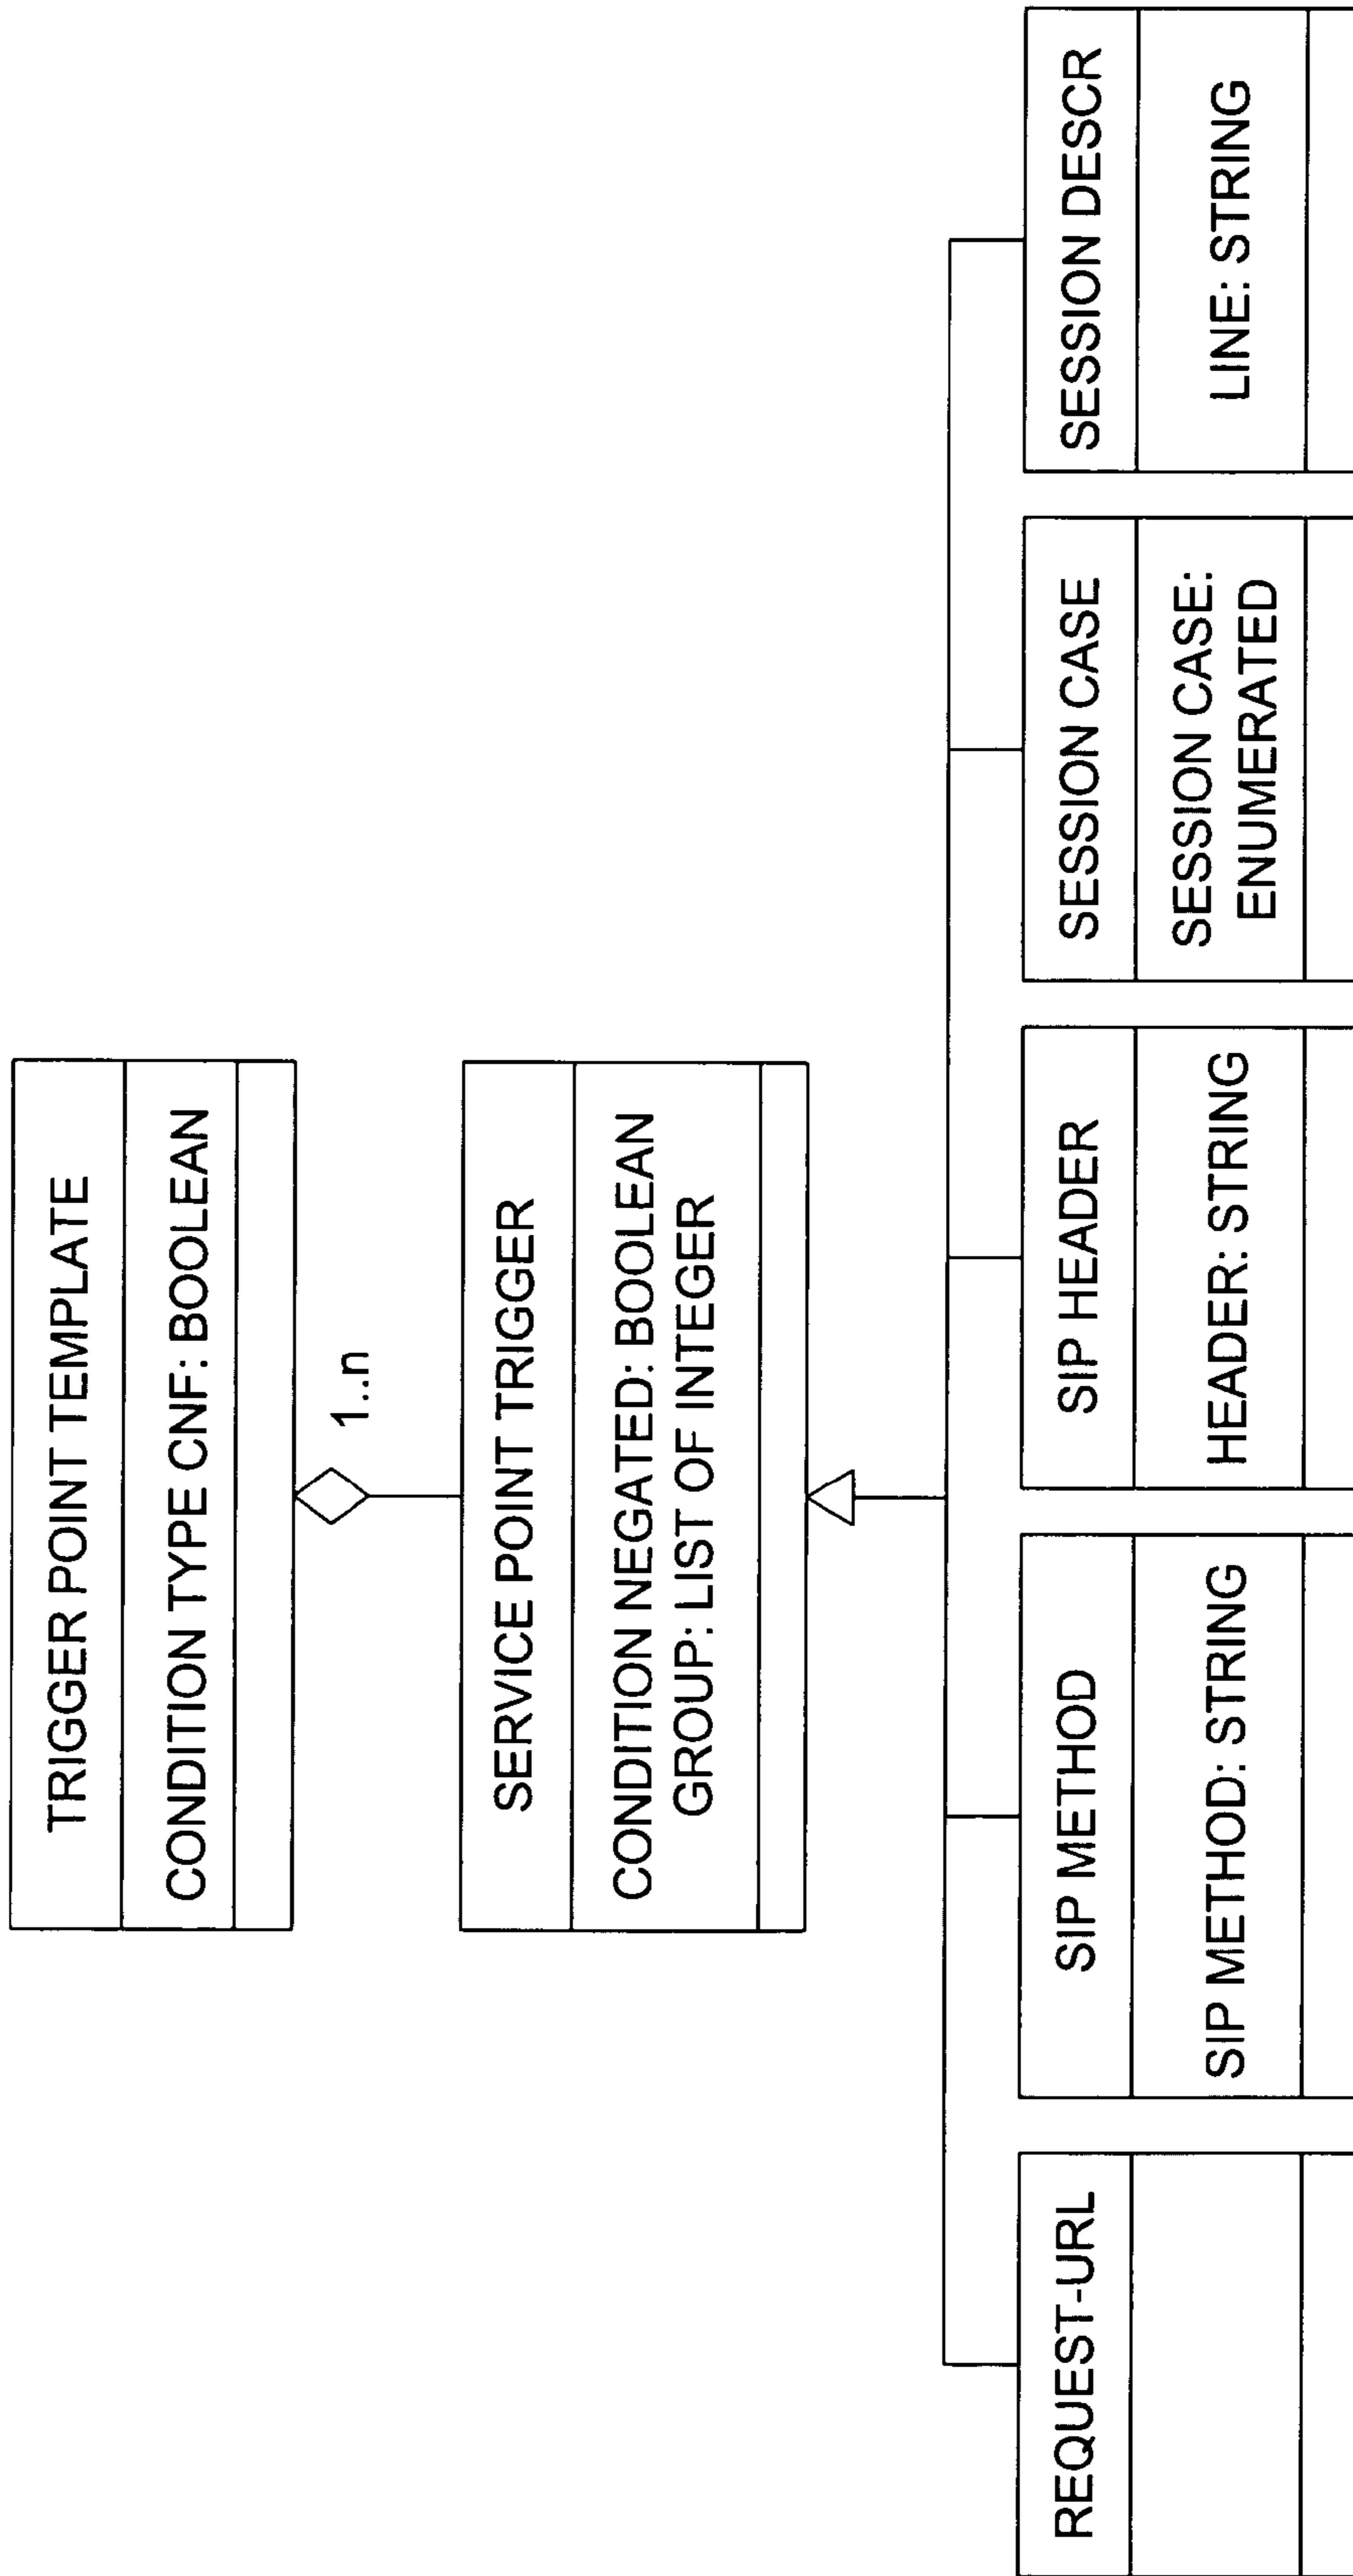 TRIGGER POINT TEMPLATE
CONDITION TYPE CNF: BOOLEAN
1..n
SERVICE POINT TRIGGER
CONDITION NEGATED: BOOLEAN
GROUP: LIST OF INTEGER
REQUEST-URL
SIP METHOD
SIP METHOD: STRING
SIP HEADER
HEADER: STRING
SESSION CASE
SESSION CASE:
ENUMERATED
SESSION DESCR
LINE: STRING